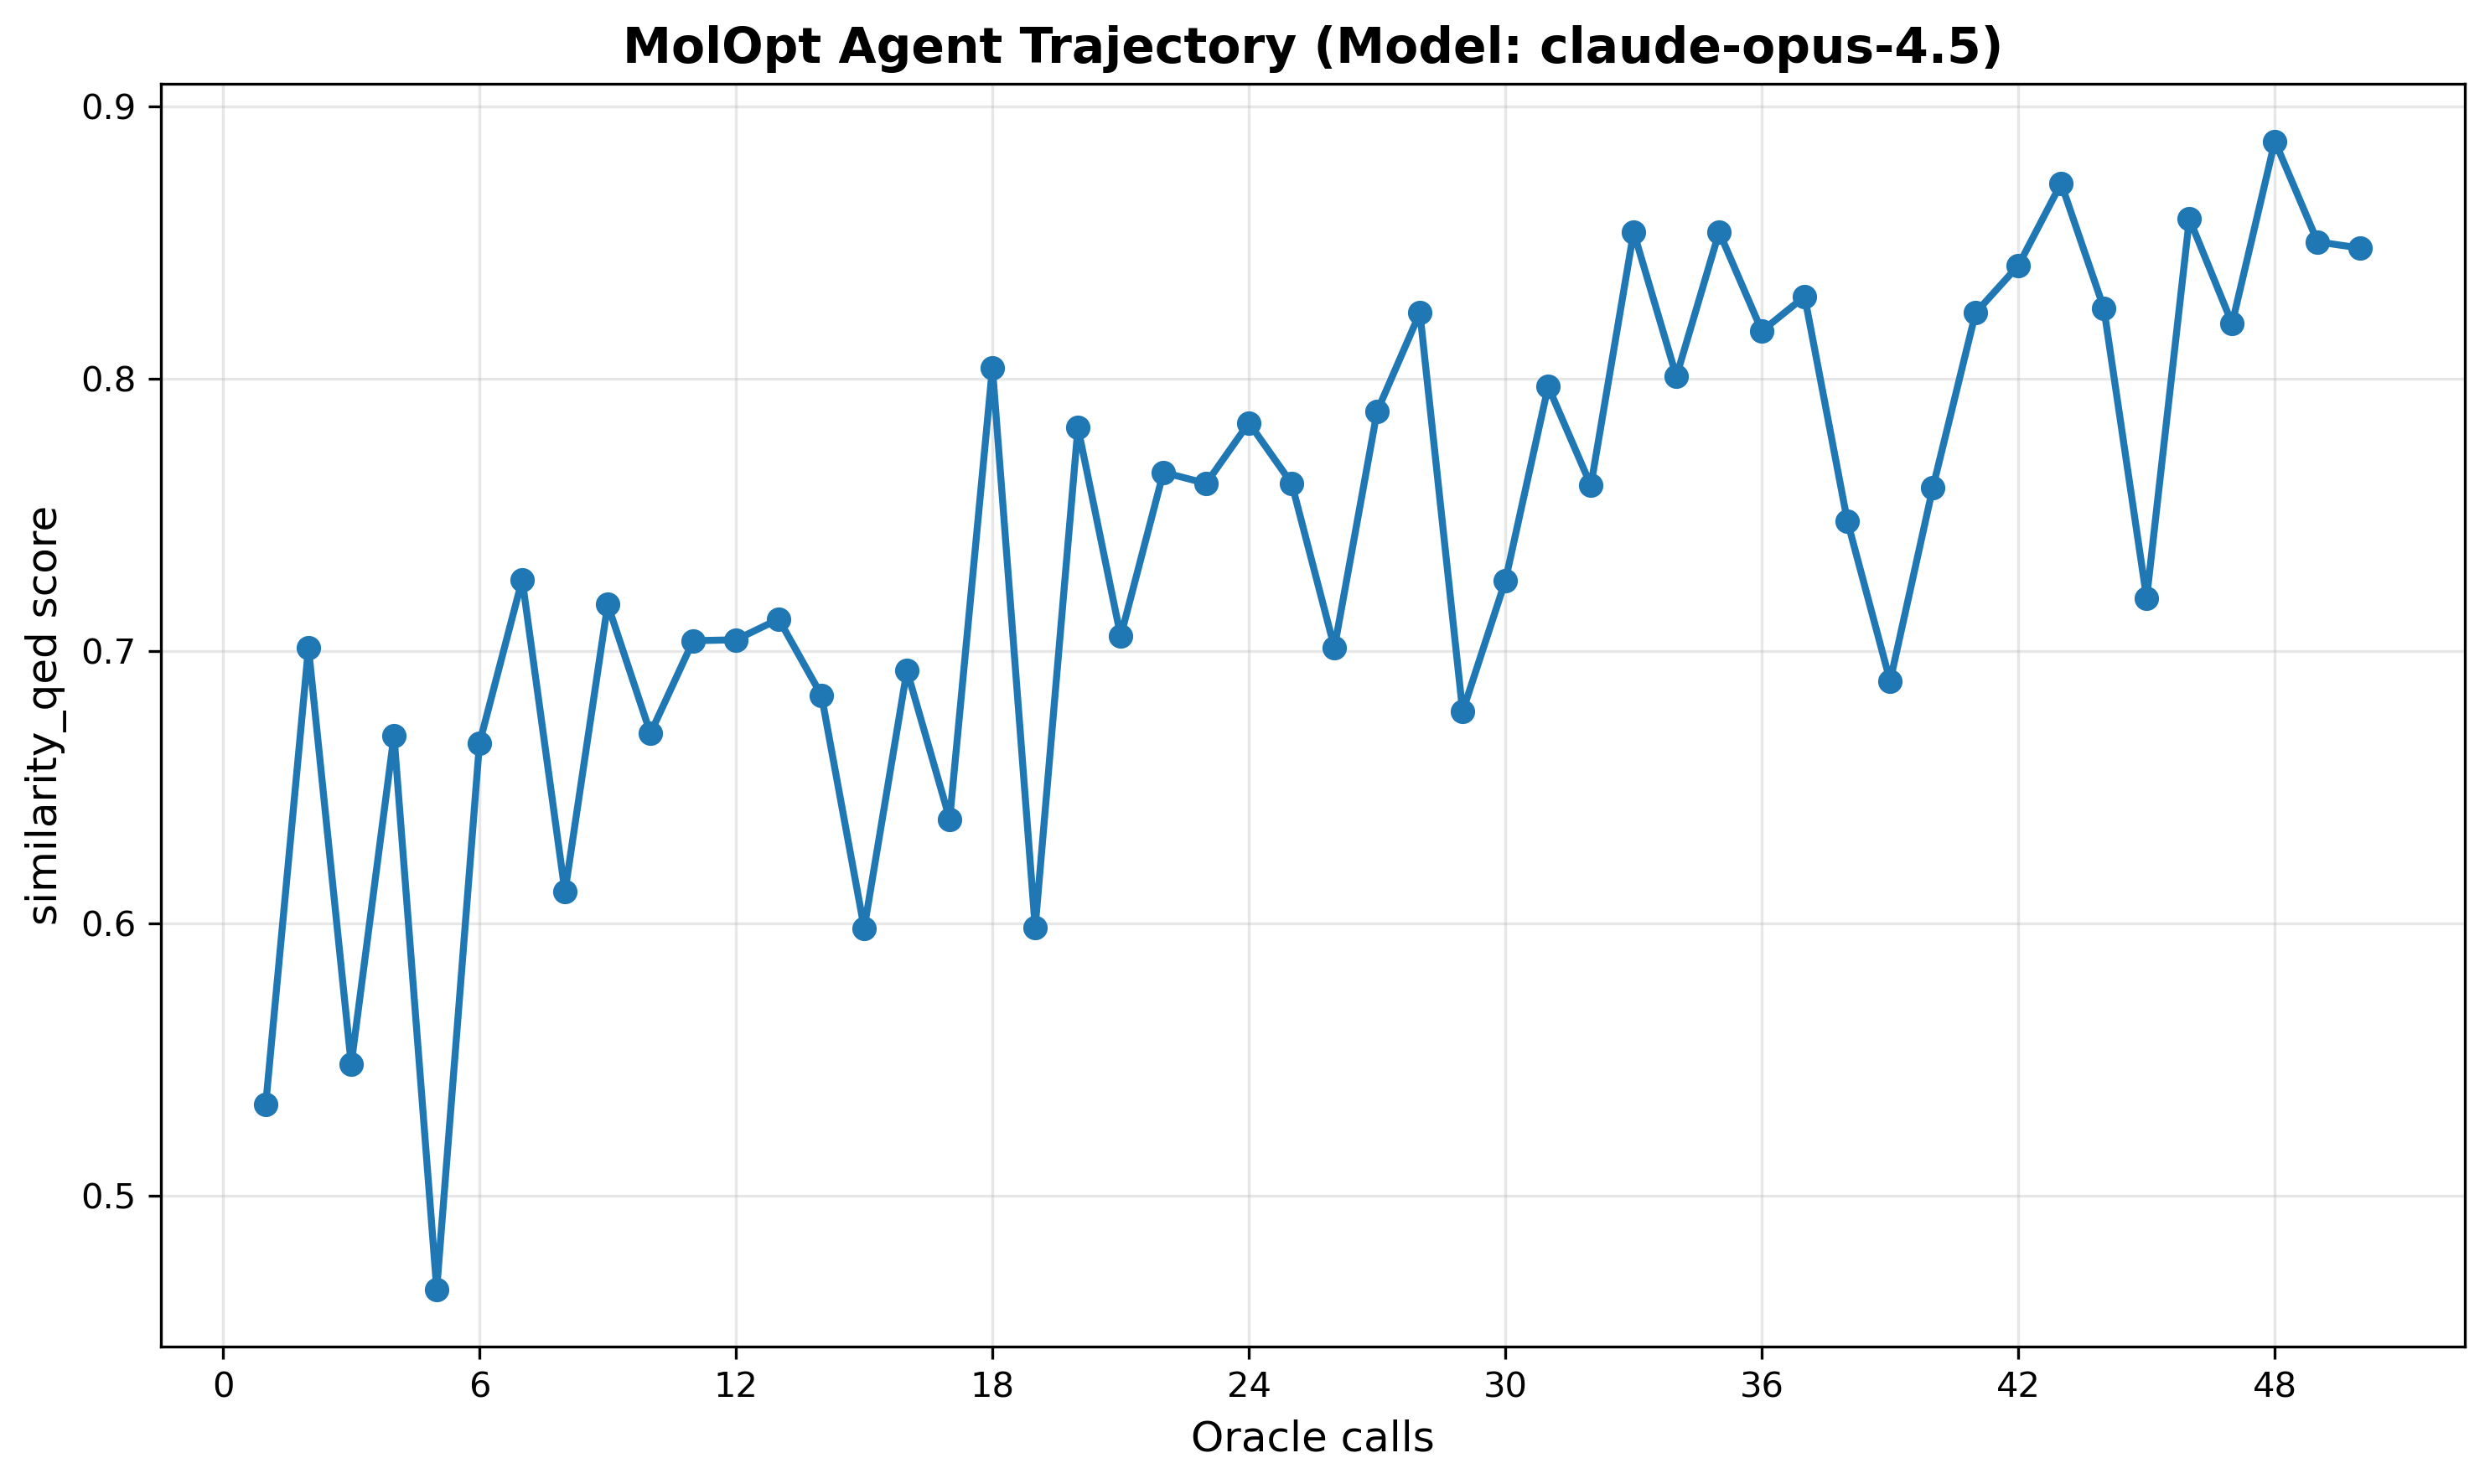 MolOpt Agent Trajectory (Model: claude-opus-4.5)
similarity_qed score
0.9
0.8
0.7
0.6
0.5
0 6 12 18 24 30 36 42 48
Oracle calls